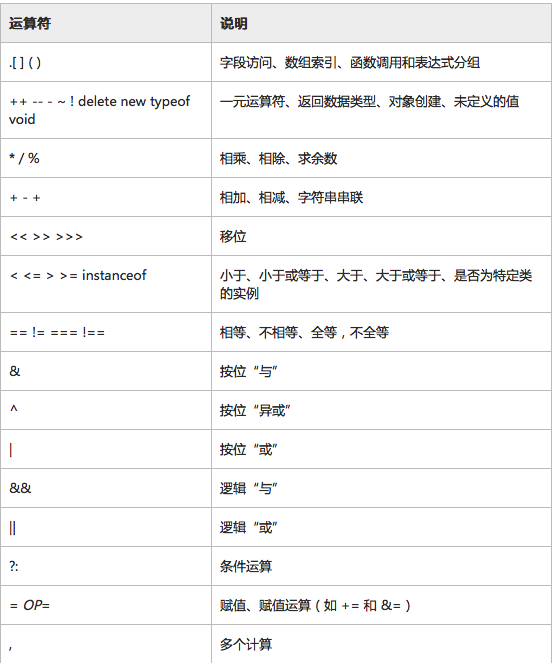 运算符 说明
.[ ] ( ) 字段访问、数组索引、函数调用和表达式分组
++ -- - ~ ! delete new typeof 一元运算符、返回数据类型、对象创建、未定义的值
void
* / % 相乘、相除、求余数
+ - + 相加、相减、字符串串联
<< >> >>> 移位
< <= > >= instanceof 小于、小于或等于、大于、大于或等于、是否为特定类
的实例
== != === !== 相等、不相等、全等，不全等
& 按位“与”
^ 按位“异或”
| 按位“或”
&& 逻辑“与”
|| 逻辑“或”
?: 条件运算
= OP= 赋值、赋值运算（如 += 和 &=）
, 多个计算